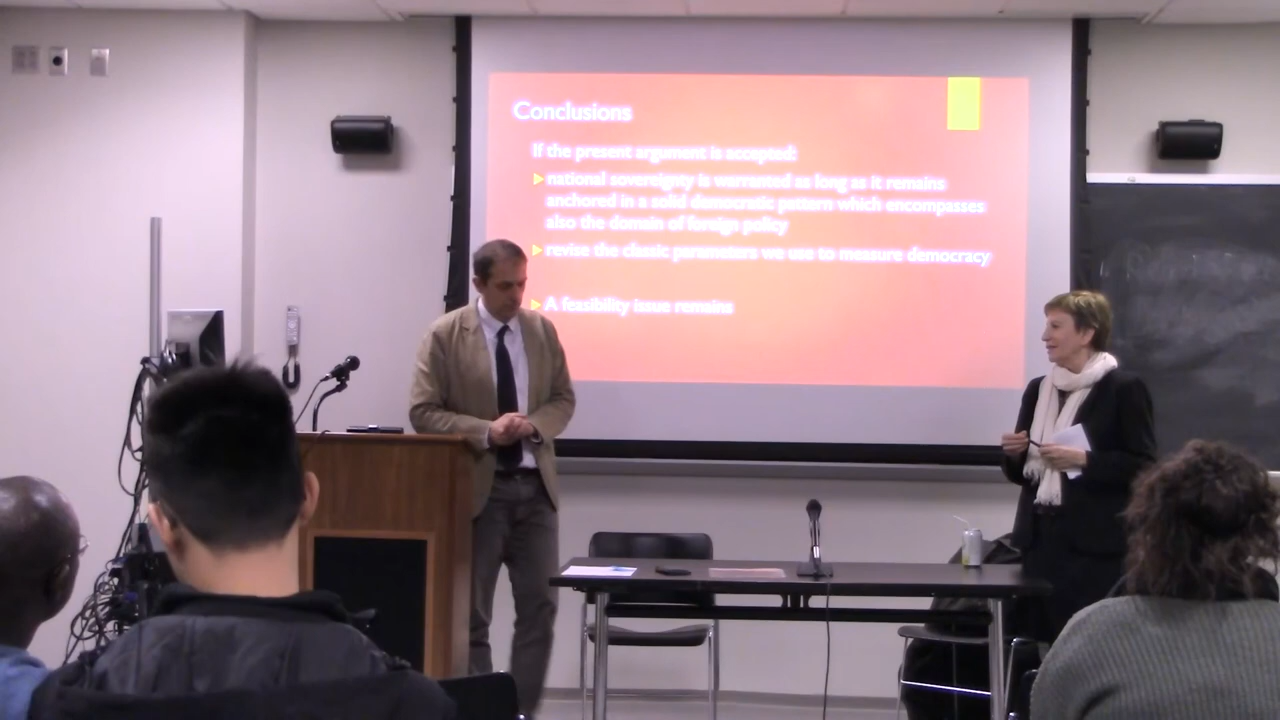 Conclusions
If the present argument is accepted:
national sovereignty is warranted as long as it remains
anchored in a solid democratic pattern which encompasses
also the domain of foreign policy
revise the classic parameters we use to measure democracy
A feasibility issue remains